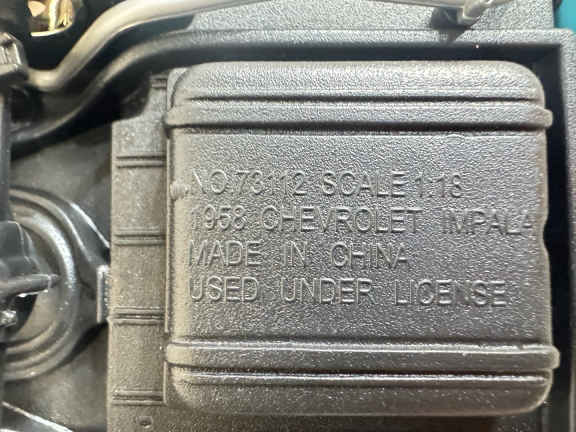 NO.73112 SCALE 1:18
1958 CHEVROLET IMPALA
MADE IN CHINA
USED UNDER LICENSE